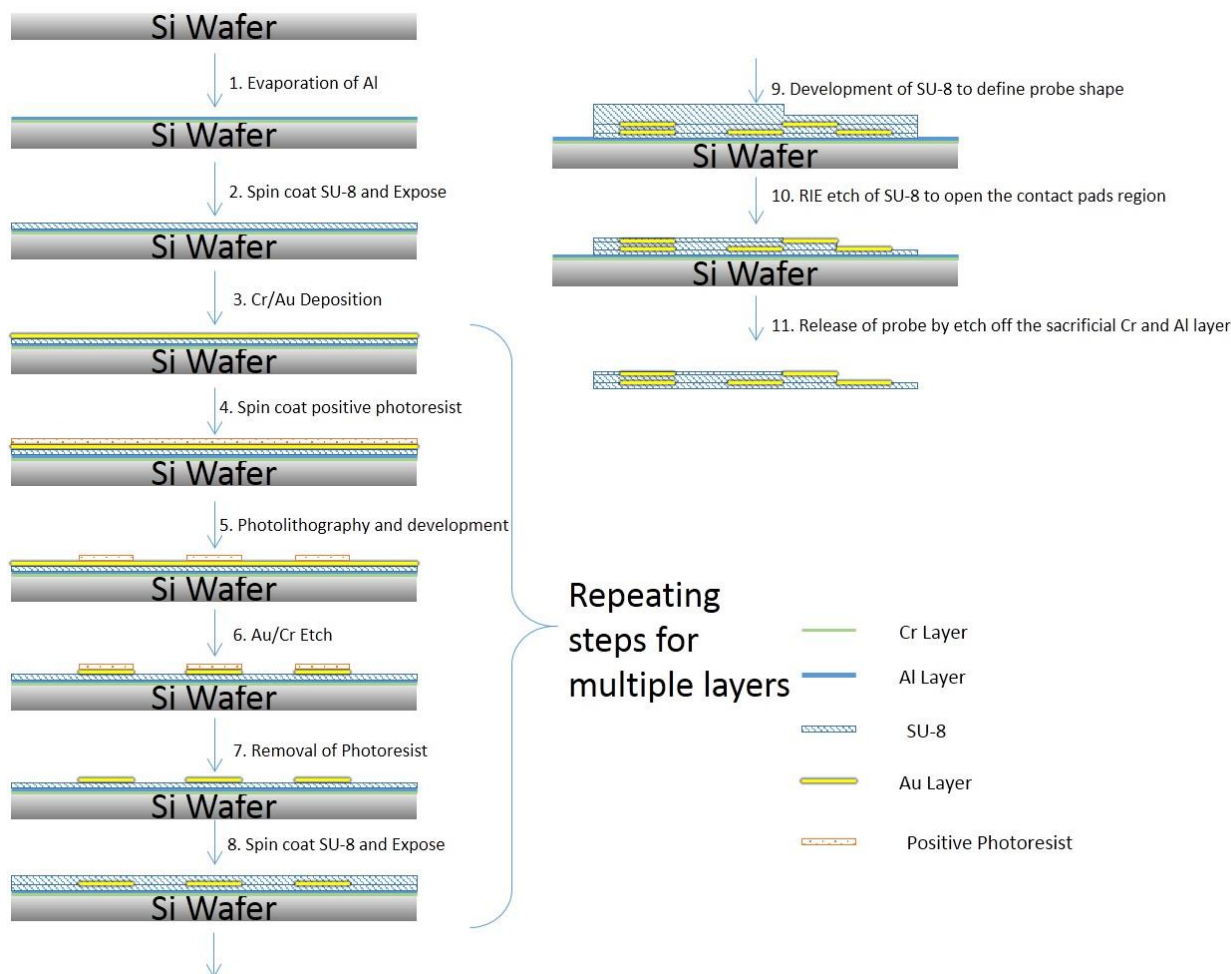 Si Wafer
1. Evaporation of Al
Si Wafer
2. Spin coat SU-8 and Expose
Si Wafer
3. Cr/Au Deposition
Si Wafer
4. Spin coat positive photoresist
Si Wafer
5. Photolithography and development
Si Wafer
6. Au/Cr Etch
Si Wafer
7. Removal of Photoresist
Si Wafer
8. Spin coat SU-8 and Expose
Si Wafer
Repeating
steps for
multiple layers
9. Development of SU-8 to define probe shape
Si Wafer
10. RIE etch of SU-8 to open the contact pads region
Si Wafer
11. Release of probe by etch off the sacrificial Cr and Al layer
Cr Layer
Al Layer
SU-8
Au Layer
Positive Photoresist